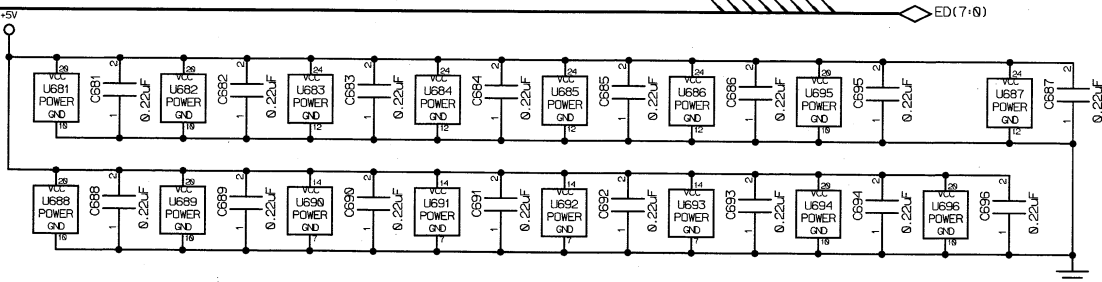 +5V
ED(7:0)
20 VCC U681 POWER GND 10
2 C681 0.22uF 1
20 VCC U682 POWER GND 10
2 C682 0.22uF 1
24 VCC U683 POWER GND 12
2 C683 0.22uF 1
24 VCC U684 POWER GND 12
2 C684 0.22uF 1
24 VCC U685 POWER GND 12
2 C685 0.22uF 1
24 VCC U686 POWER GND 12
2 C686 0.22uF 1
20 VCC U695 POWER GND 10
2 C695 0.22uF 1
24 VCC U687 POWER GND 12
2 C687 0.22uF 1
20 VCC U688 POWER GND 10
2 C688 0.22uF 1
20 VCC U689 POWER GND 10
2 C689 0.22uF 1
14 VCC U690 POWER GND 7
2 C690 0.22uF 1
14 VCC U691 POWER GND 7
2 C691 0.22uF 1
14 VCC U692 POWER GND 7
2 C692 0.22uF 1
14 VCC U693 POWER GND 7
2 C693 0.22uF 1
20 VCC U694 POWER GND 10
2 C694 0.22uF 1
20 VCC U696 POWER GND 10
2 C696 0.22uF 1